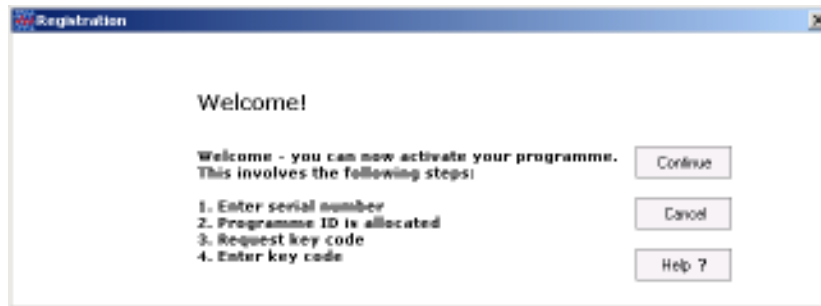 Registration
Welcome!
Welcome - you can now activate your programme.
This involves the following steps:
1. Enter serial number
2. Programme ID is allocated
3. Request key code
4. Enter key code
Continue
Cancel
Help ?